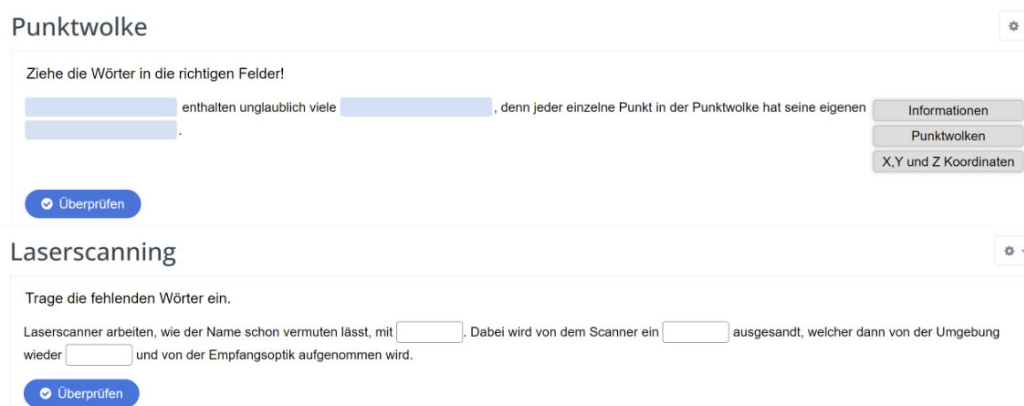 Punktwolke
Ziehe die Wörter in die richtigen Felder!
enthalten unglaublich viele , denn jeder einzelne Punkt in der Punktwolke hat seine eigenen
.
Informationen
Punktwolken
X,Y und Z Koordinaten
Überprüfen
Laserscanning
Trage die fehlenden Wörter ein.
Laserscanner arbeiten, wie der Name schon vermuten lässt, mit . Dabei wird von dem Scanner ein ausgesandt, welcher dann von der Umgebung
wieder und von der Empfangsoptik aufgenommen wird.
Überprüfen